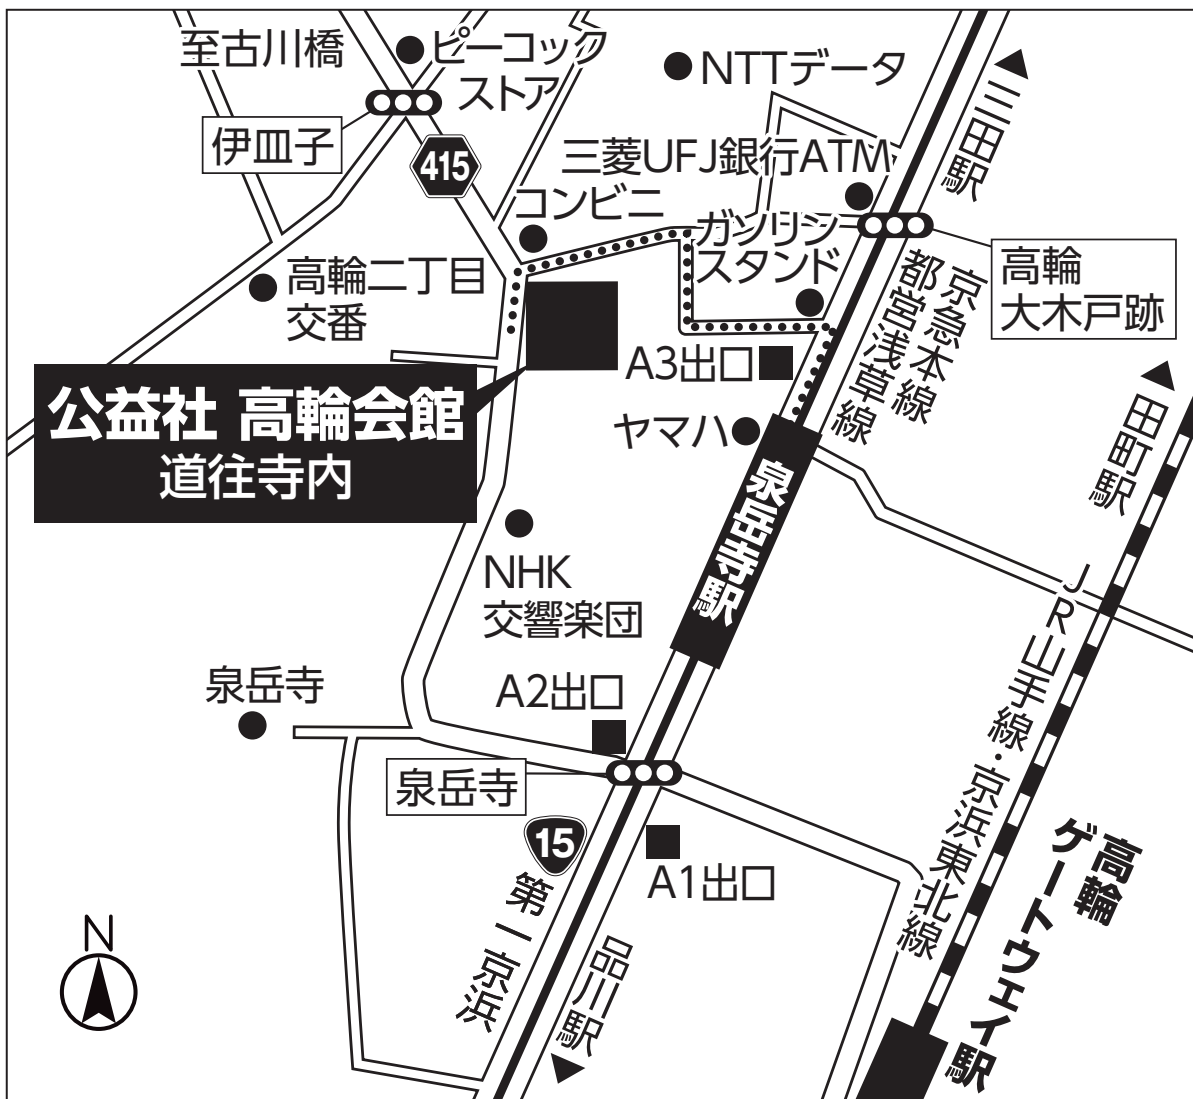 至古川橋
ピーコック
ストア
NTTデータ
三田駅
伊皿子
415
三菱UFJ銀行ATM
コンビニ
ガソリン
スタンド
高輪
大木戸跡
高輪二丁目
交番
京急本線
都営浅草線
A3出口
公益社 高輪会館
道往寺内
ヤマハ
田町駅
泉岳寺駅
NHK
交響楽団
JR山手線・京浜東北線
泉岳寺
A2出口
泉岳寺
15
第一京浜
A1出口
高輪
ゲートウェイ駅
品川駅
N